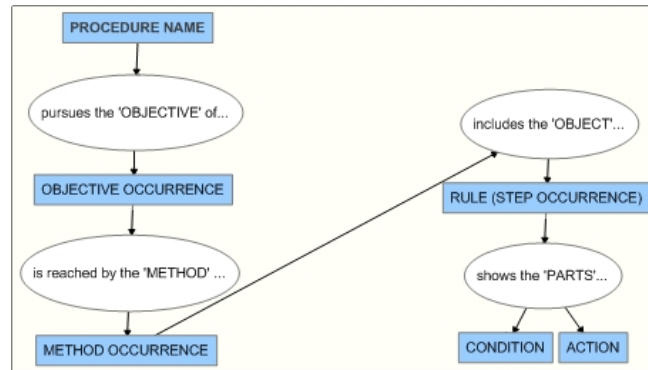 PROCEDURE NAME
pursues the 'OBJECTIVE' of...
OBJECTIVE OCCURRENCE
is reached by the 'METHOD' ...
METHOD OCCURRENCE
includes the 'OBJECT'...
RULE (STEP OCCURRENCE)
shows the 'PARTS'...
CONDITION
ACTION